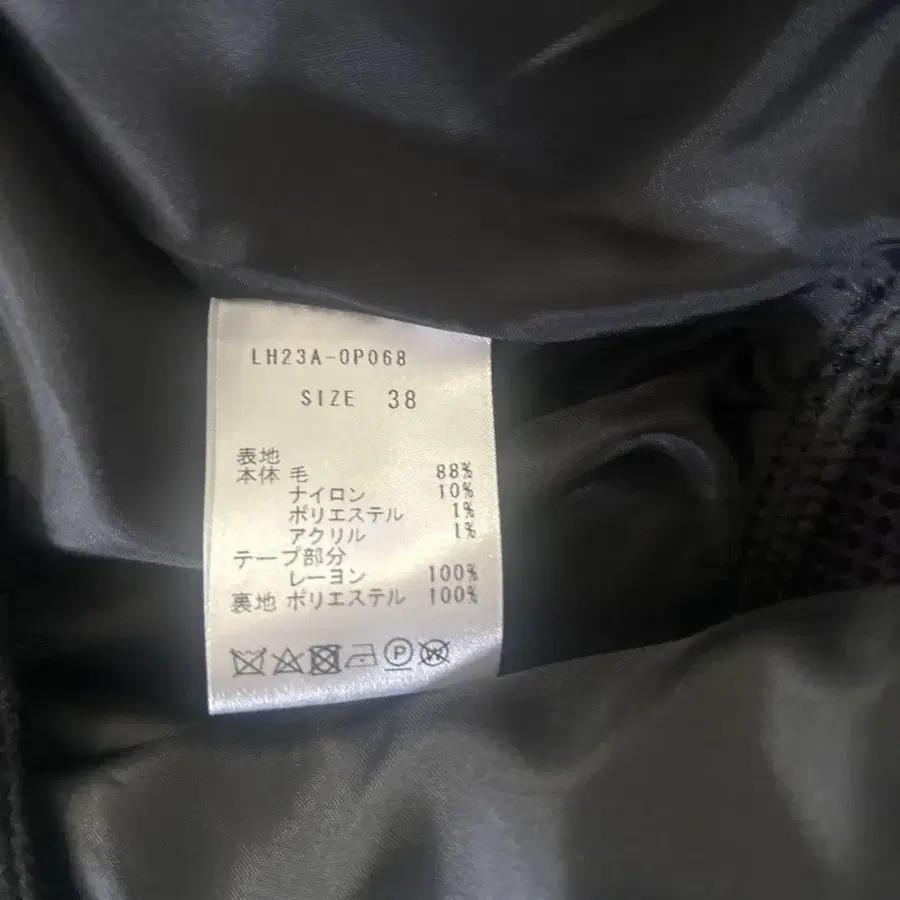 LH23A-0P068
SIZE 38
表地
本体 毛 88%
ナイロン 10%
ポリエステル 1%
アクリル 1%
テープ部分
レーヨン 100%
裏地 ポリエステル 100%
P W